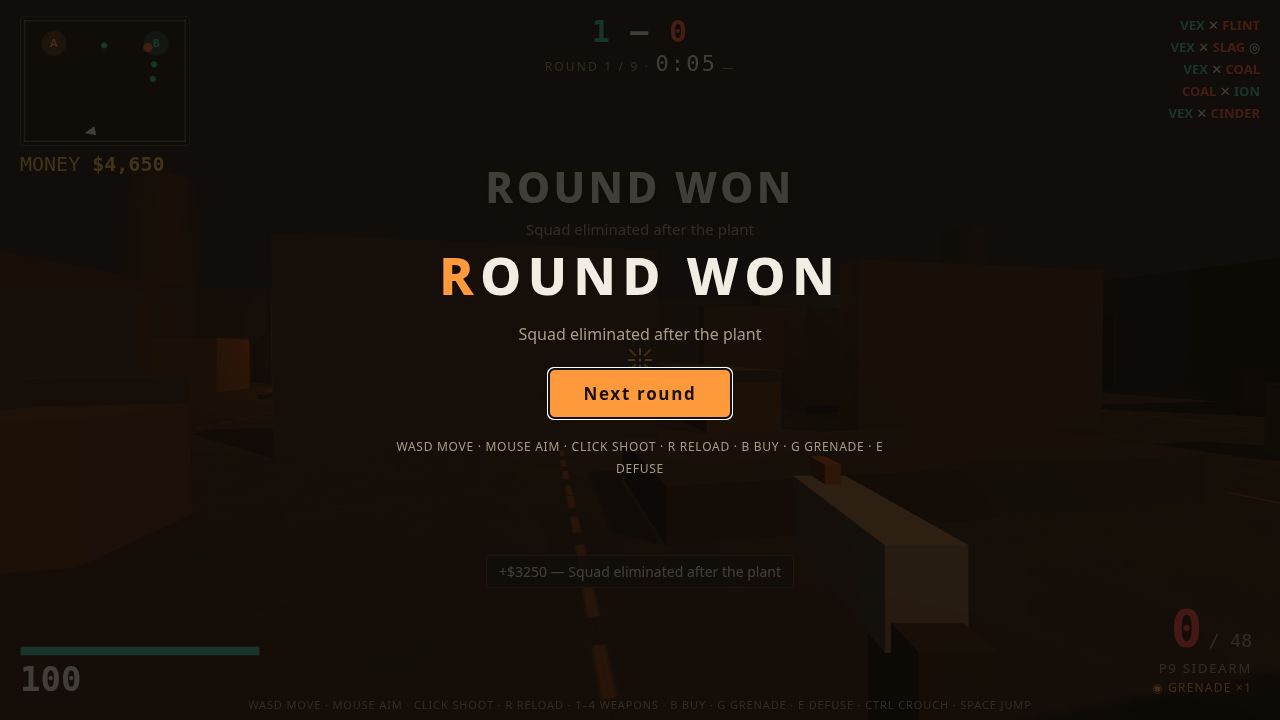 A
B
MONEY $4,650
1 — 0
ROUND 1 / 9 · 0:05 —
VEX × FLINT
VEX × SLAG ◎
VEX × COAL
COAL × ION
VEX × CINDER
ROUND WON
Squad eliminated after the plant
ROUND WON
Squad eliminated after the plant
Next round
WASD MOVE · MOUSE AIM · CLICK SHOOT · R RELOAD · B BUY · G GRENADE · E
DEFUSE
+$3250 — Squad eliminated after the plant
100
0 / 48
P9 SIDEARM
◉ GRENADE ×1
WASD MOVE · MOUSE AIM · CLICK SHOOT · R RELOAD · 1–4 WEAPONS · B BUY · G GRENADE · E DEFUSE · CTRL CROUCH · SPACE JUMP